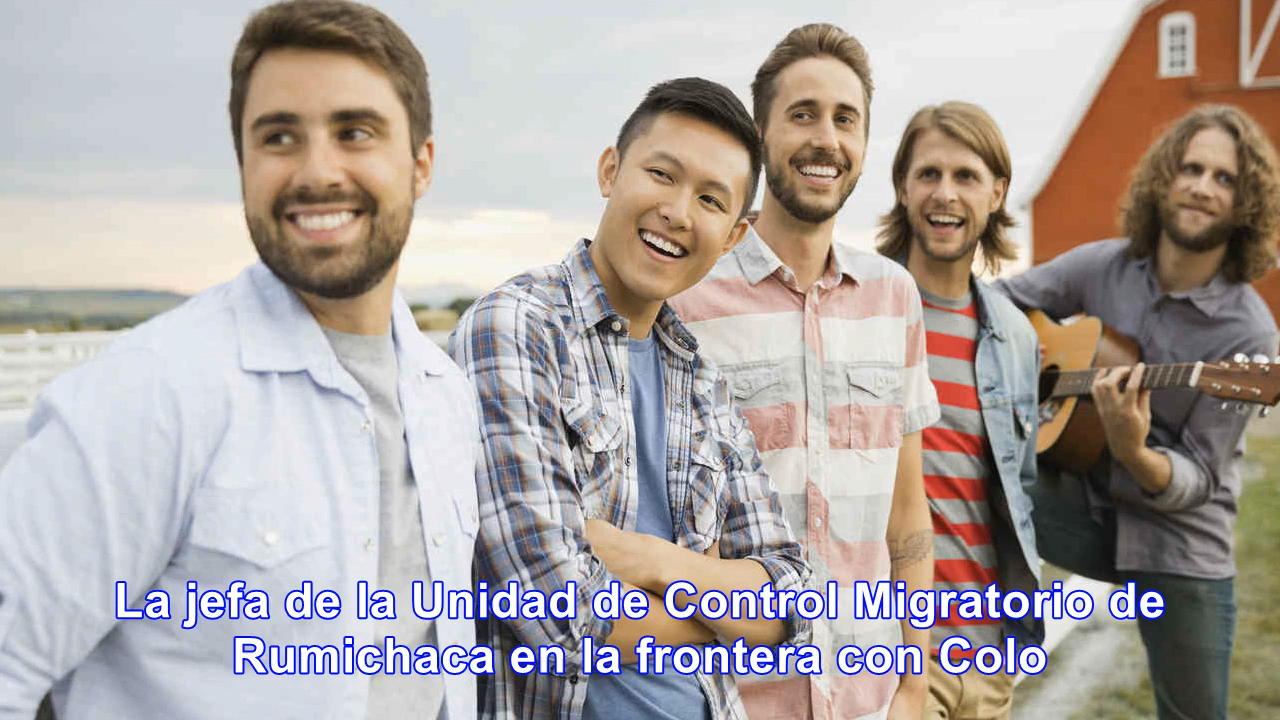 La jefa de la Unidad de Control Migratorio de
Rumichaca en la frontera con Colo